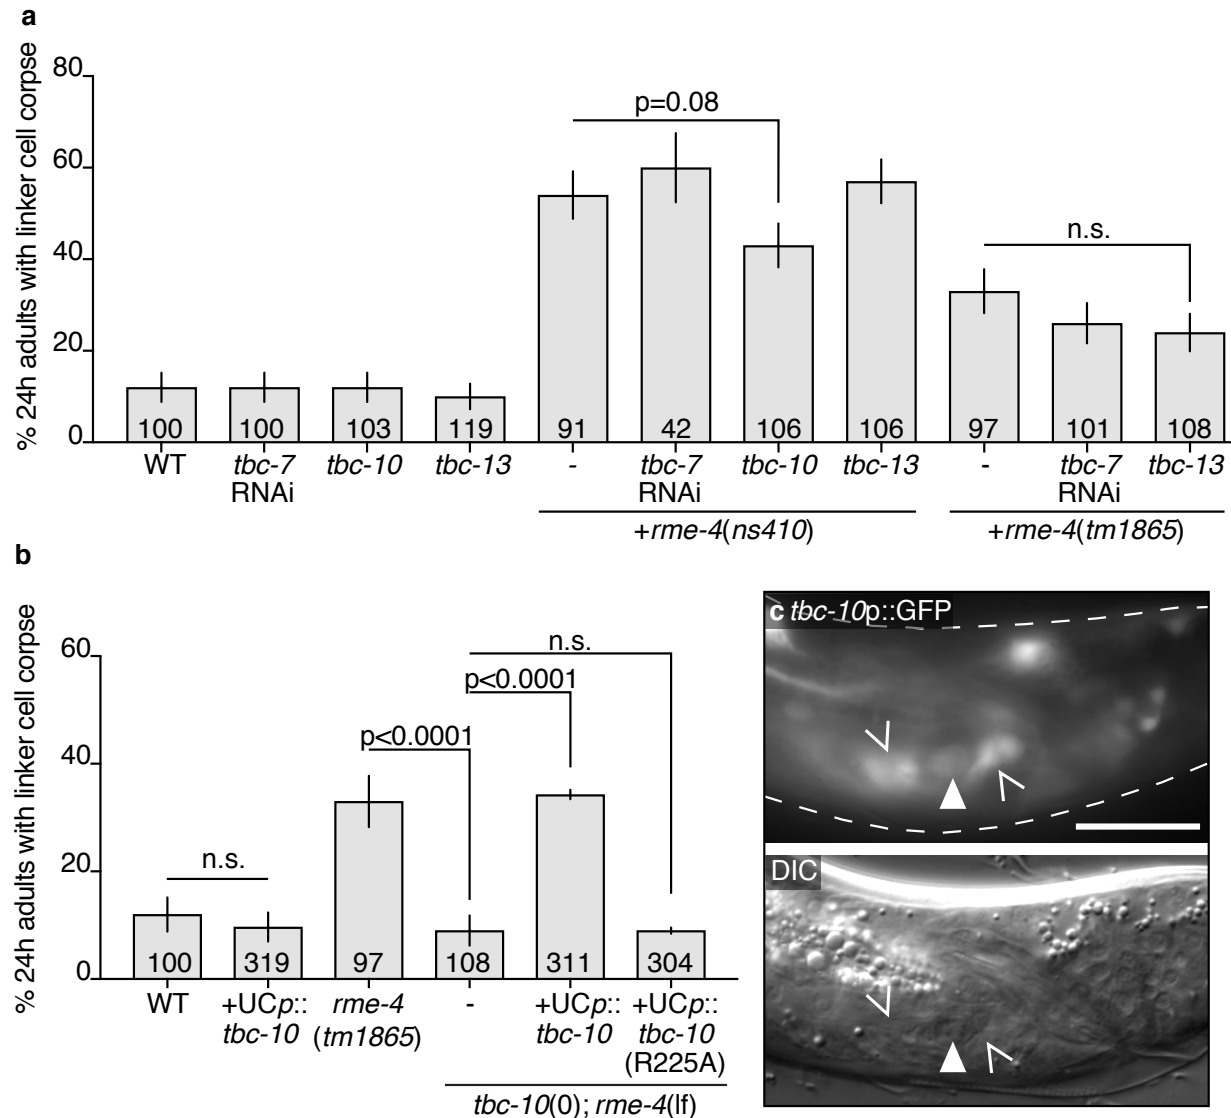 a
% 24h adults with linker cell corpse
80
60
40
20
0
p=0.08
n.s.
100 100 103 119 91 42 106 106 97 101 108
WT tbc-7 tbc-10 tbc-13 - tbc-7 tbc-10 tbc-13 - tbc-7 tbc-13
RNAi RNAi RNAi
+rme-4(ns410) +rme-4(tm1865)
b
% 24h adults with linker cell corpse
60
40
20
0
n.s.
p<0.0001
p<0.0001
n.s.
100 319 97 108 311 304
WT +UCp:: rme-4 - +UCp:: +UCp::
tbc-10 (tm1865) tbc-10 tbc-10
(R225A)
tbc-10(0); rme-4(lf)
c tbc-10p::GFP
DIC